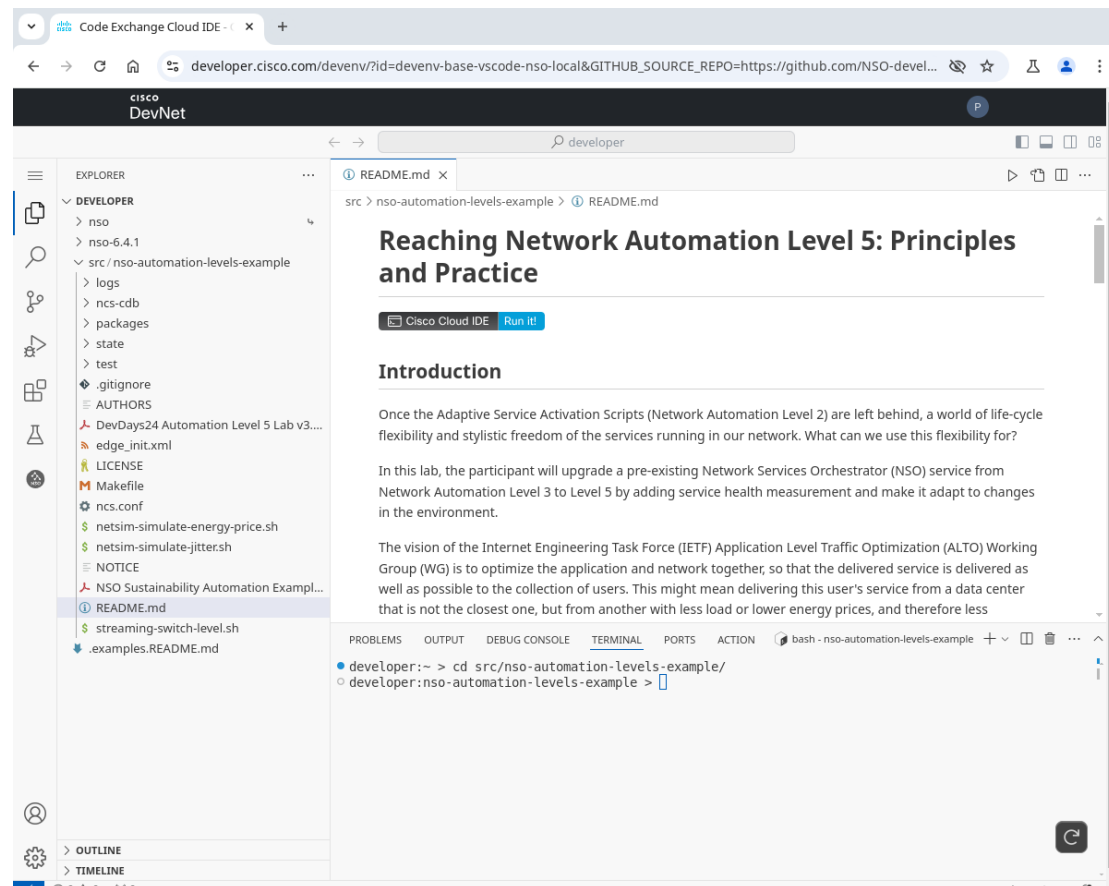 Code Exchange Cloud IDE -
developer.cisco.com/devenv/?id=devenv-base-vscode-nso-local&GITHUB_SOURCE_REPO=https://github.com/NSO-devel...
CISCO
DevNet
P
developer
EXPLORER
DEVELOPER
nso
nso-6.4.1
src / nso-automation-levels-example
logs
ncs-cdb
packages
state
test
.gitignore
AUTHORS
DevDays24 Automation Level 5 Lab v3....
edge_init.xml
LICENSE
Makefile
ncs.conf
netsim-simulate-energy-price.sh
netsim-simulate-jitter.sh
NOTICE
NSO Sustainability Automation Exampl...
README.md
streaming-switch-level.sh
.examples.README.md
OUTLINE
TIMELINE
README.md
src > nso-automation-levels-example > README.md
Reaching Network Automation Level 5: Principles
and Practice
Cisco Cloud IDE Run it!
Introduction
Once the Adaptive Service Activation Scripts (Network Automation Level 2) are left behind, a world of life-cycle
flexibility and stylistic freedom of the services running in our network. What can we use this flexibility for?
In this lab, the participant will upgrade a pre-existing Network Services Orchestrator (NSO) service from
Network Automation Level 3 to Level 5 by adding service health measurement and make it adapt to changes
in the environment.
The vision of the Internet Engineering Task Force (IETF) Application Level Traffic Optimization (ALTO) Working
Group (WG) is to optimize the application and network together, so that the delivered service is delivered as
well as possible to the collection of users. This might mean delivering this user's service from a data center
that is not the closest one, but from another with less load or lower energy prices, and therefore less
PROBLEMS OUTPUT DEBUG CONSOLE TERMINAL PORTS ACTION bash - nso-automation-levels-example
developer:~ > cd src/nso-automation-levels-example/
developer:nso-automation-levels-example >